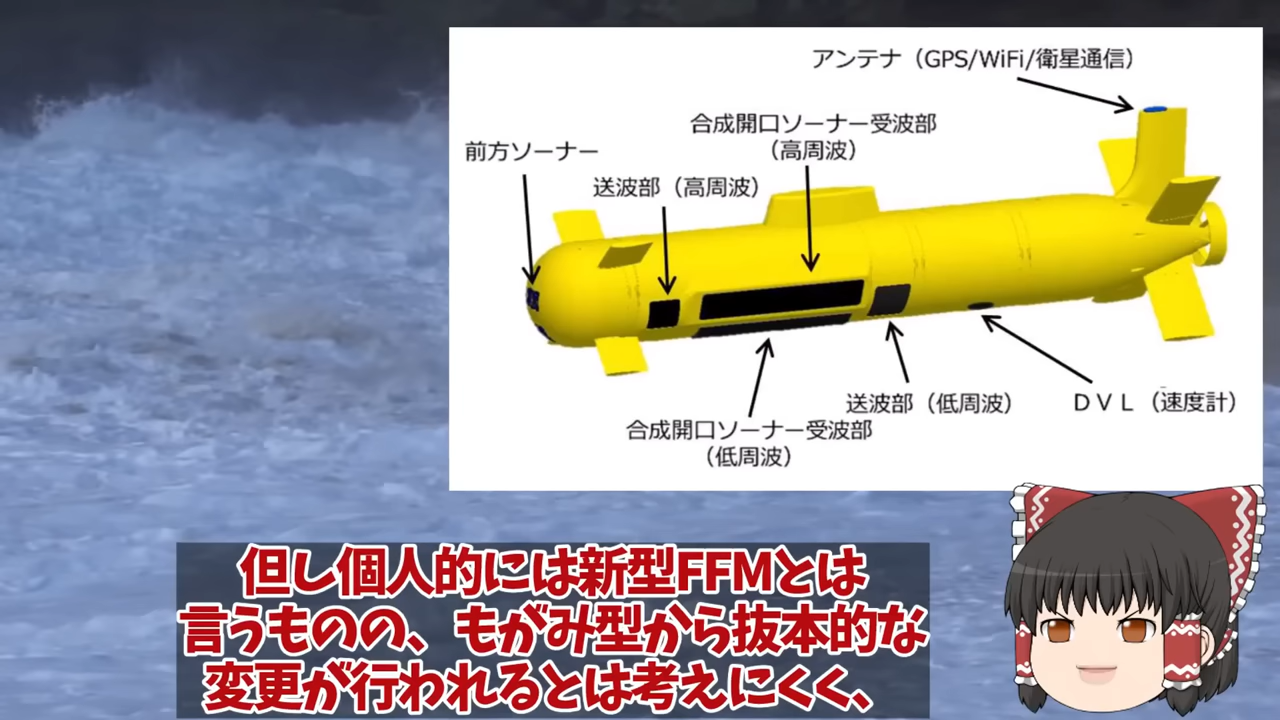 アンテナ（GPS/WiFi/衛星通信）
合成開口ソーナー受波部
（高周波）
前方ソーナー
送波部（高周波）
送波部（低周波）
ＤＶＬ（速度計）
合成開口ソーナー受波部
（低周波）
但し個人的には新型FFMとは
言うものの、もがみ型から抜本的な
変更が行われるとは考えにくく、